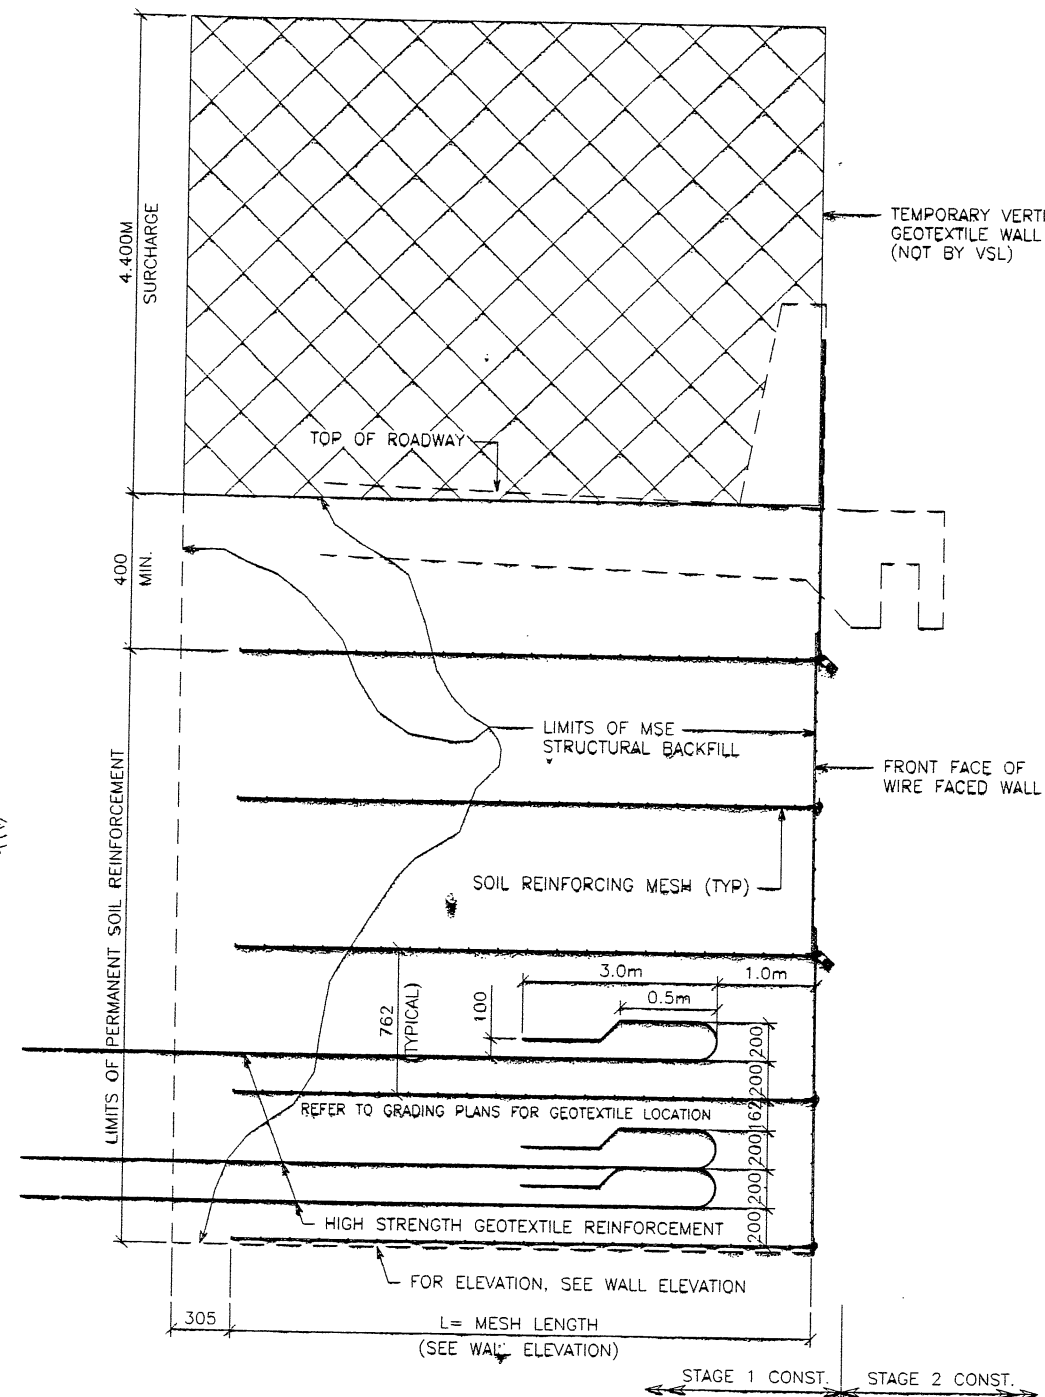 4.400M
SURCHARGE
TEMPORARY VERTI
GEOTEXTILE WALL
(NOT BY VSL)
TOP OF ROADWAY
400
MIN.
LIMITS OF MSE
STRUCTURAL BACKFILL
FRONT FACE OF
WIRE FACED WALL
SOIL REINFORCING MESH (TYP)
LIMITS OF PERMANENT SOIL REINFORCEMENT
3.0m
1.0m
0.5m
762
(TYPICAL)
100
200
200
REFER TO GRADING PLANS FOR GEOTEXTILE LOCATION
162
200
200
200
HIGH STRENGTH GEOTEXTILE REINFORCEMENT
FOR ELEVATION, SEE WALL ELEVATION
305
L= MESH LENGTH
(SEE WALL ELEVATION)
STAGE 1 CONST.
STAGE 2 CONST.